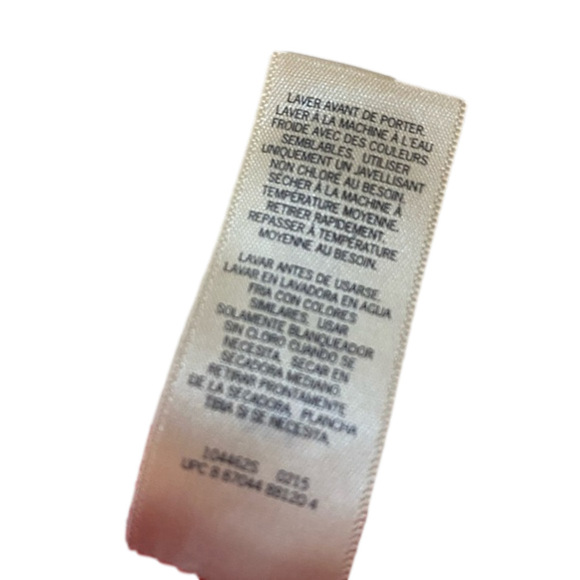 LAVER AVANT DE PORTER.
LAVER À LA MACHINE À L'EAU
FROIDE AVEC DES COULEURS
SEMBLABLES. UTILISER
UNIQUEMENT UN JAVELLISANT
NON CHLORÉ AU BESOIN.
SÉCHER À LA MACHINE À
TEMPÉRATURE MOYENNE.
RETIRER RAPIDEMENT.
REPASSER À TEMPÉRATURE
MOYENNE AU BESOIN.
LAVAR ANTES DE USARSE.
LAVAR EN LAVADORA EN AGUA
FRIA CON COLORES
SIMILARES. USAR
SOLAMENTE BLANQUEADOR
SIN CLORO CUANDO SE
NECESITA. SECAR EN
SECADORA MEDIANO.
RETIRAR PRONTAMENTE
DE LA SECADORA. PLANCHA
TIBIA SI SE NECESITA.
1044625 0215
UPC 8 87044 88120 4